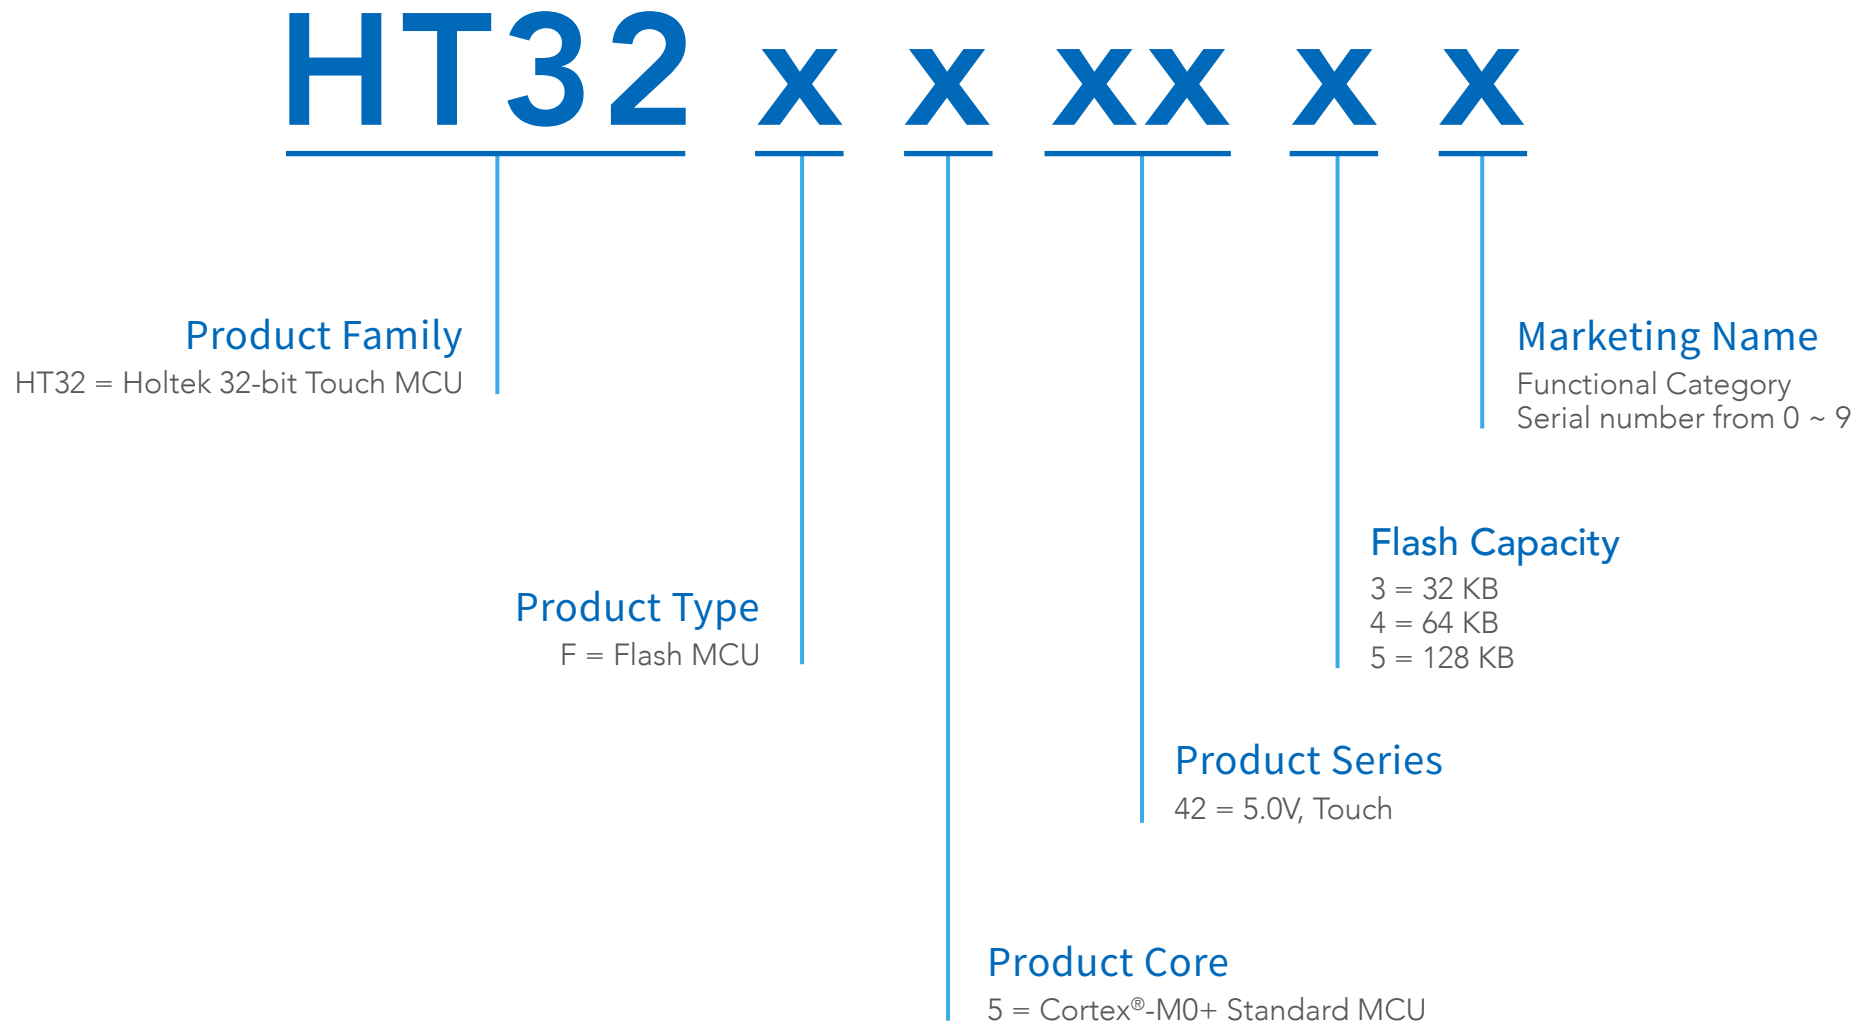 HT32 x x xx x x
Product Family
HT32 = Holtek 32-bit Touch MCU
Marketing Name
Functional Category
Serial number from 0 ~ 9
Flash Capacity
3 = 32 KB
4 = 64 KB
5 = 128 KB
Product Type
F = Flash MCU
Product Series
42 = 5.0V, Touch
Product Core
5 = Cortex®-M0+ Standard MCU